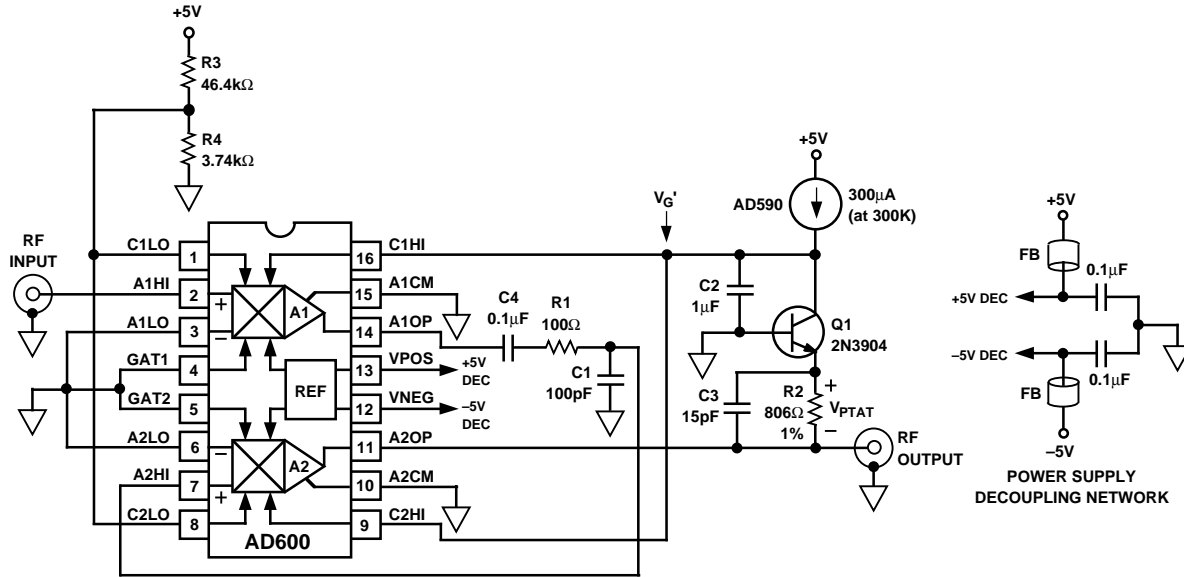 +5V
R3
46.4kΩ
R4
3.74kΩ
RF
INPUT
C1LO
1
A1HI
2
A1LO
3
GAT1
4
GAT2
5
A2LO
6
A2HI
7
C2LO
8
+
−
−
+
A1
REF
A2
AD600
C1HI
16
A1CM
15
A1OP
14
VPOS
13
VNEG
12
A2OP
11
A2CM
10
C2HI
9
+5V
DEC
−5V
DEC
C4
0.1µF
R1
100Ω
C1
100pF
VG'
+5V
AD590
300µA
(at 300K)
C2
1µF
Q1
2N3904
C3
15pF
R2
806Ω
1%
+
VPTAT
−
RF
OUTPUT
+5V
FB
0.1µF
+5V DEC
−5V DEC
0.1µF
FB
−5V
POWER SUPPLY
DECOUPLING NETWORK